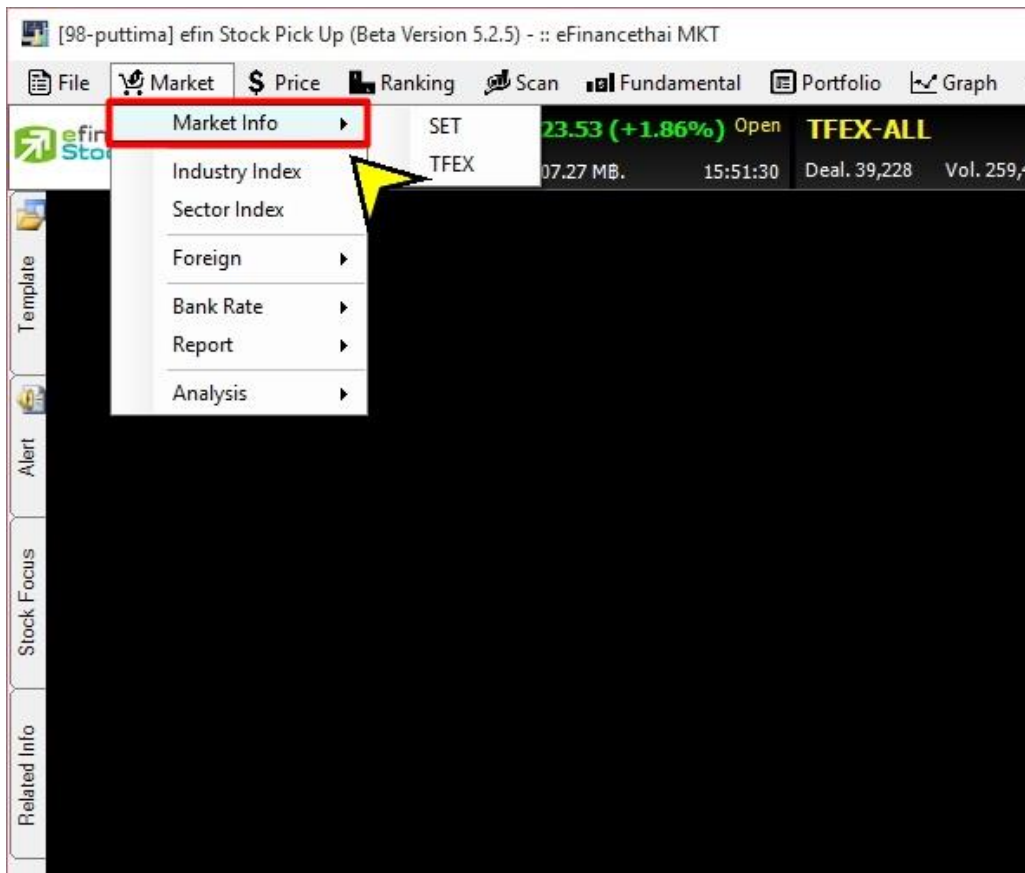 [98-puttima] efin Stock Pick Up (Beta Version 5.2.5) - :: eFinancethai MKT
File Market $ Price Ranking Scan Fundamental Portfolio Graph
Market Info SET 23.53 (+1.86%) Open TFEX-ALL
TFEX 07.27 MB. 15:51:30 Deal. 39,228 Vol. 259,
Industry Index
Sector Index
Foreign
Bank Rate
Report
Analysis
Template
Alert
Stock Focus
Related Info